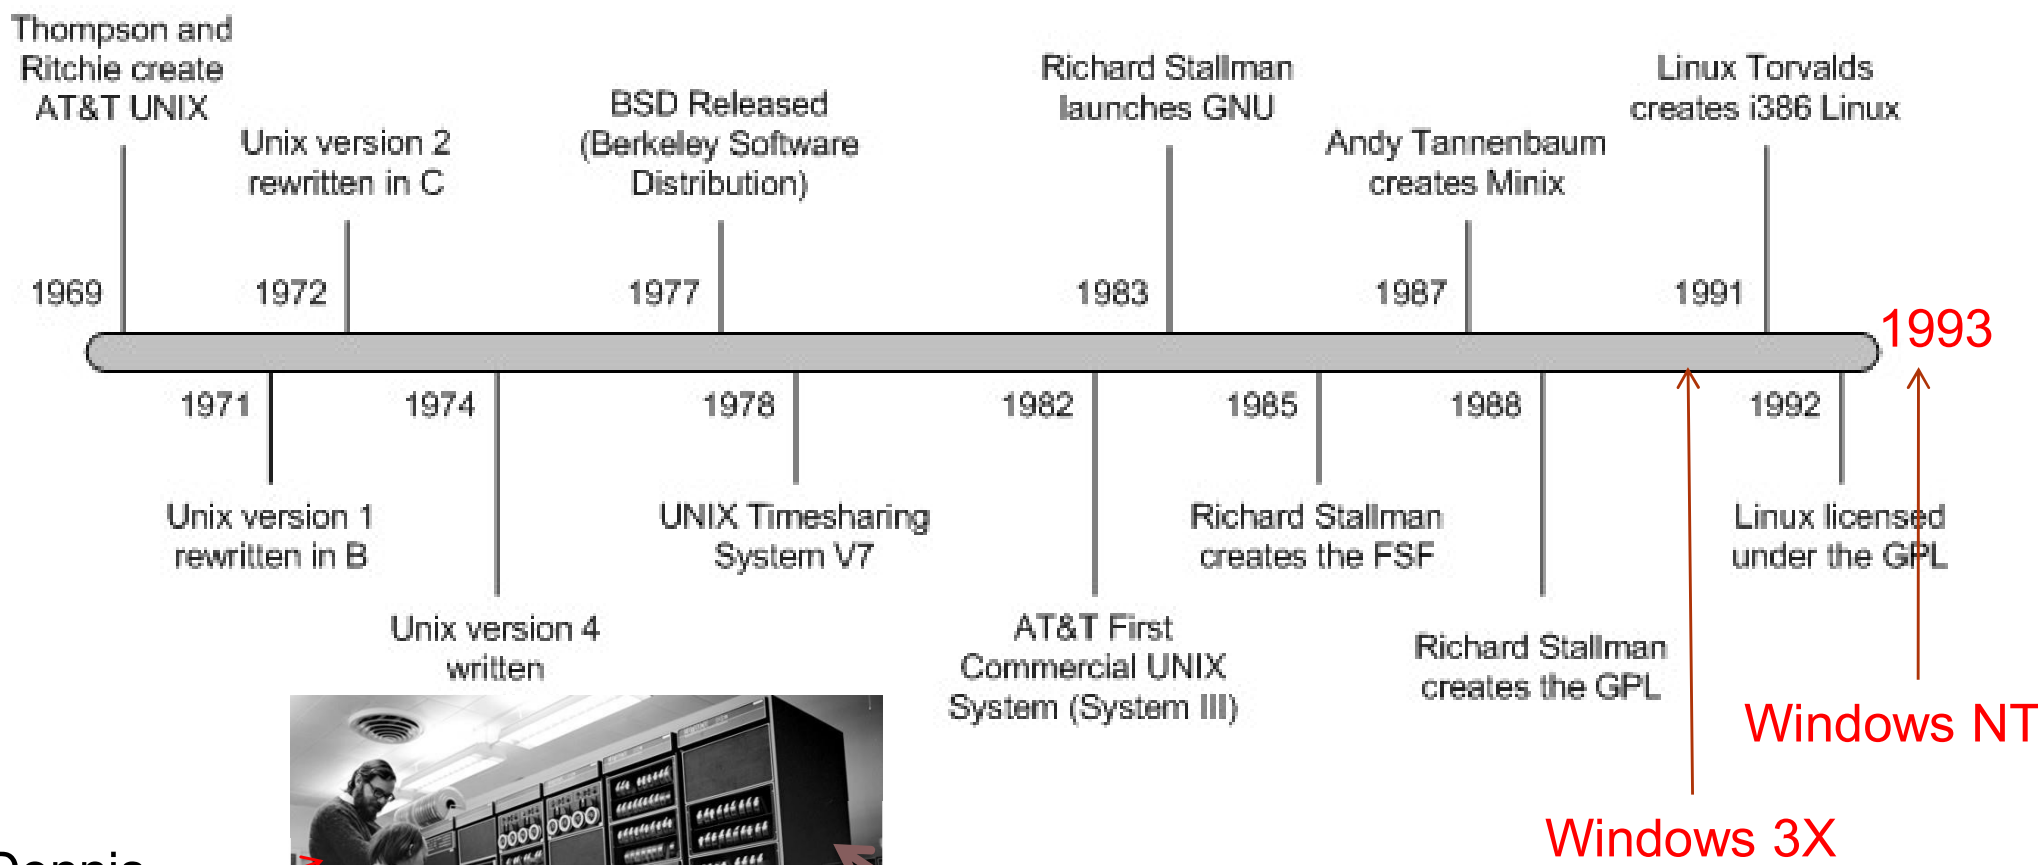 Thompson and
Ritchie create
AT&T UNIX
Unix version 2
rewritten in C
BSD Released
(Berkeley Software
Distribution)
Richard Stallman
launches GNU
Andy Tannenbaum
creates Minix
Linux Torvalds
creates i386 Linux
1969
1972
1977
1983
1987
1991
1993
1971
1974
1978
1982
1985
1988
1992
Unix version 1
rewritten in B
Unix version 4
written
UNIX Timesharing
System V7
AT&T First
Commercial UNIX
System (System III)
Richard Stallman
creates the FSF
Richard Stallman
creates the GPL
Linux licensed
under the GPL
Windows NT
Windows 3X
Dennis